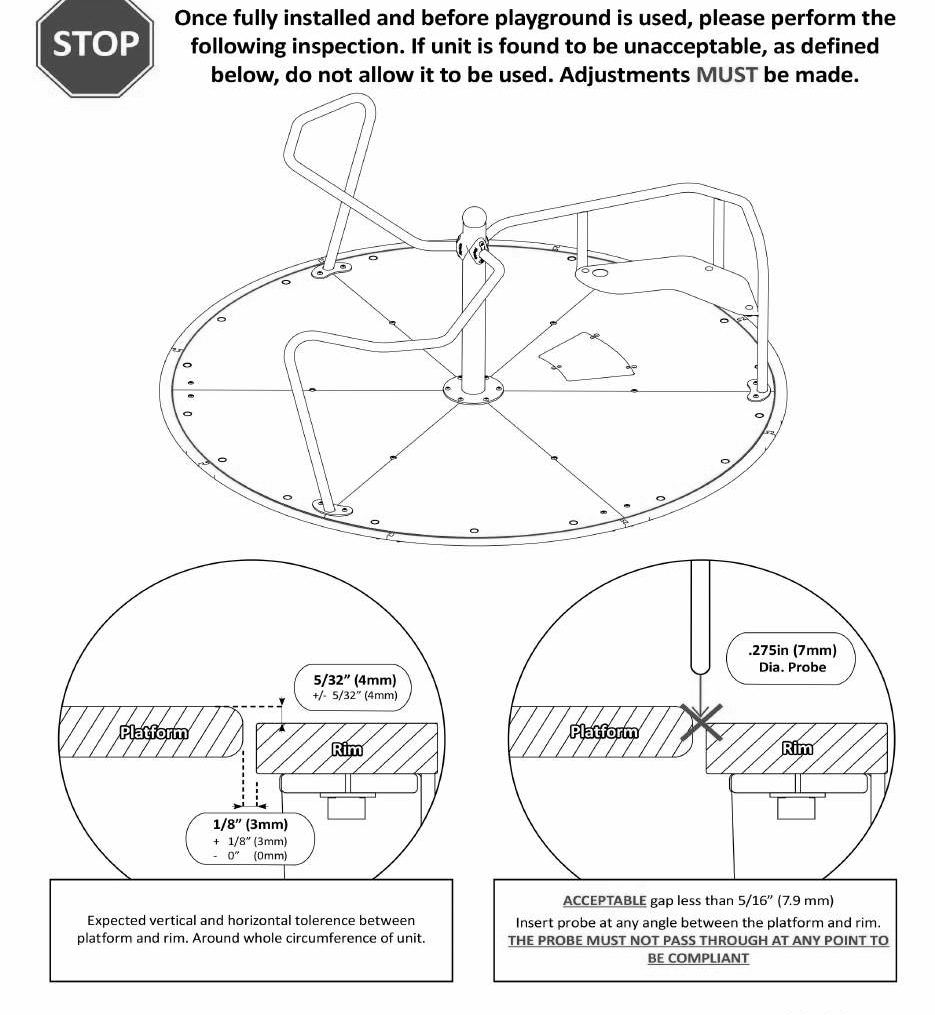 STOP
Once fully installed and before playground is used, please perform the
following inspection. If unit is found to be unacceptable, as defined
below, do not allow it to be used. Adjustments MUST be made.
5/32” (4mm)
+/- 5/32” (4mm)
Platform
Rim
1/8” (3mm)
+ 1/8” (3mm)
- 0” (0mm)
Expected vertical and horizontal tolerence between
platform and rim. Around whole circumference of unit.
.275in (7mm)
Dia. Probe
Platform
Rim
ACCEPTABLE gap less than 5/16” (7.9 mm)
Insert probe at any angle between the platform and rim.
THE PROBE MUST NOT PASS THROUGH AT ANY POINT TO
BE COMPLIANT